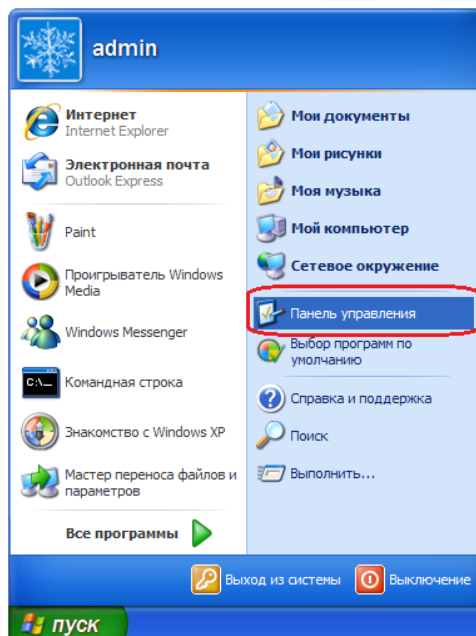 admin
Интернет
Internet Explorer
Электронная почта
Outlook Express
Paint
Проигрыватель Windows
Media
Windows Messenger
C:\_
Командная строка
Знакомство с Windows XP
Мастер переноса файлов и
параметров
Все программы
Мои документы
Мои рисунки
Моя музыка
Мой компьютер
Сетевое окружение
Панель управления
Выбор программ по
умолчанию
Справка и поддержка
Поиск
Выполнить...
Выход из системы
Выключение
пуск